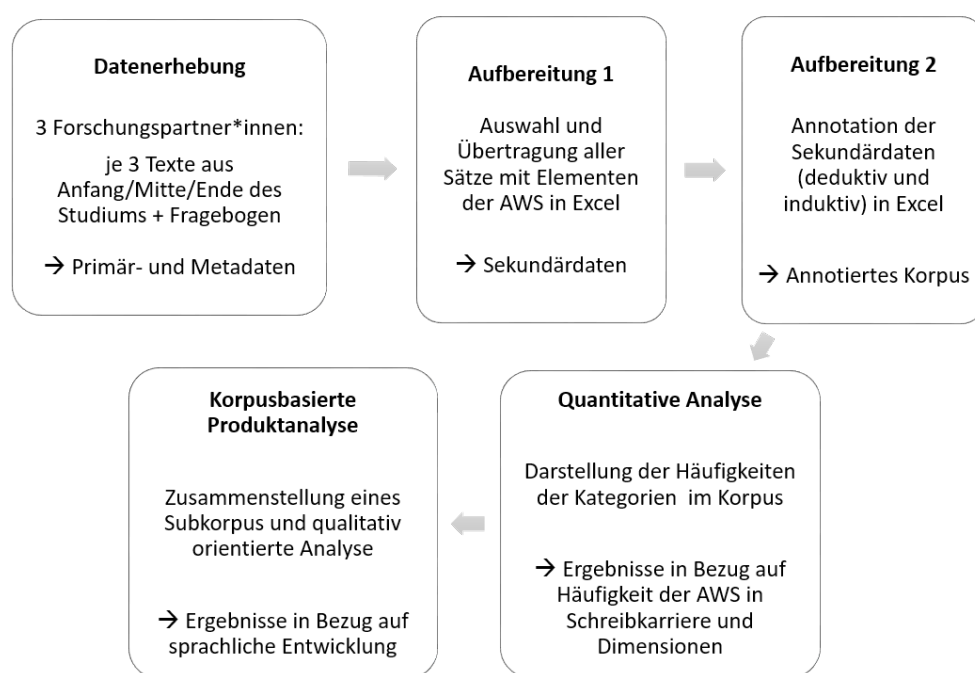 Datenerhebung
3 Forschungspartner*innen:
je 3 Texte aus
Anfang/Mitte/Ende des
Studiums + Fragebogen
→ Primär- und Metadaten
Aufbereitung 1
Auswahl und
Übertragung aller
Sätze mit Elementen
der AWS in Excel
→ Sekundärdaten
Aufbereitung 2
Annotation der
Sekundärdaten
(deduktiv und
induktiv) in Excel
→ Annotiertes Korpus
Quantitative Analyse
Darstellung der Häufigkeiten
der Kategorien im Korpus
→ Ergebnisse in Bezug auf
Häufigkeit der AWS in
Schreibkarriere und
Dimensionen
Korpusbasierte
Produktanalyse
Zusammenstellung eines
Subkorpus und qualitativ
orientierte Analyse
→ Ergebnisse in Bezug auf
sprachliche Entwicklung